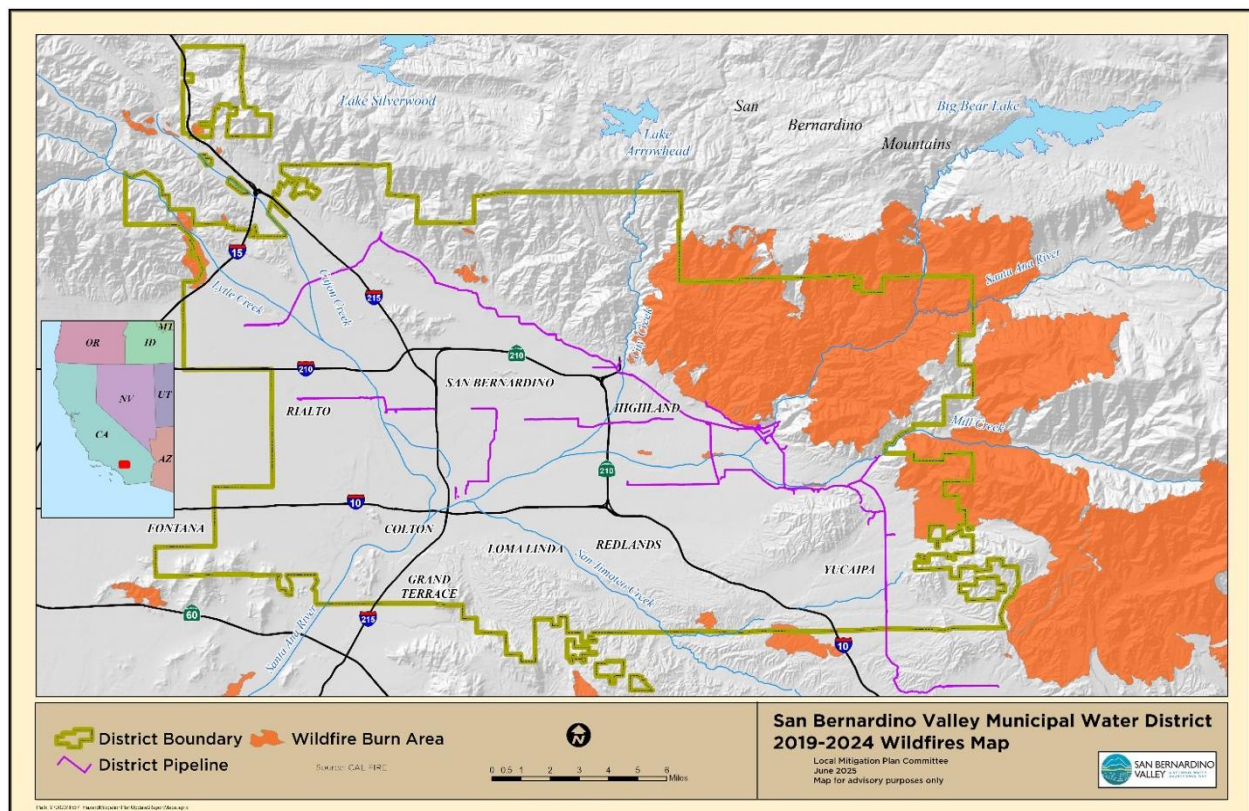 Lake Silverwood
Lake
Arrowhead
San
Bernardino
Mountains
Big Bear Lake
15
Lytle Creek
Cajon Creek
215
City Creek
Santa Ana River
OR
ID
MT
NV
UT
CA
AZ
210
210
SAN BERNARDINO
RIALTO
HIGHLAND
Mill Creek
210
10
FONTANA
COLTON
LOMA LINDA
REDLANDS
YUCAIPA
GRAND
TERRACE
San Timoteo Creek
60
Santa Ana River
215
10
District Boundary
Wildfire Burn Area
District Pipeline
Source: CAL FIRE
N
0 0.5 1 2 3 4 5 6
Miles
San Bernardino Valley Municipal Water District
2019-2024 Wildfires Map
Local Mitigation Plan Committee
June 2025
Map for advisory purposes only
SAN BERNARDINO
VALLEY